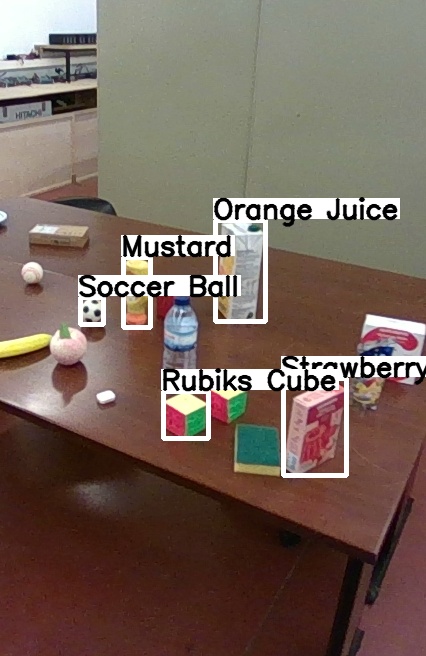 HITACHI
Orange Juice
Mustard
Soccer Ball
Strawberry
Rubiks Cube